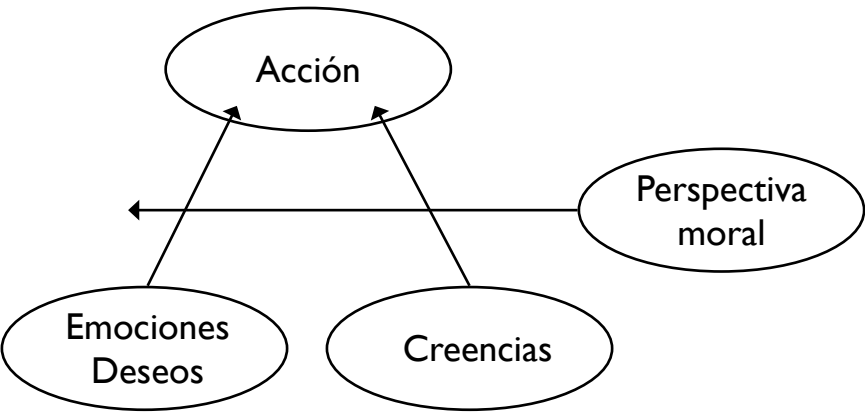 Acción
Perspectiva
moral
Emociones
Deseos
Creencias